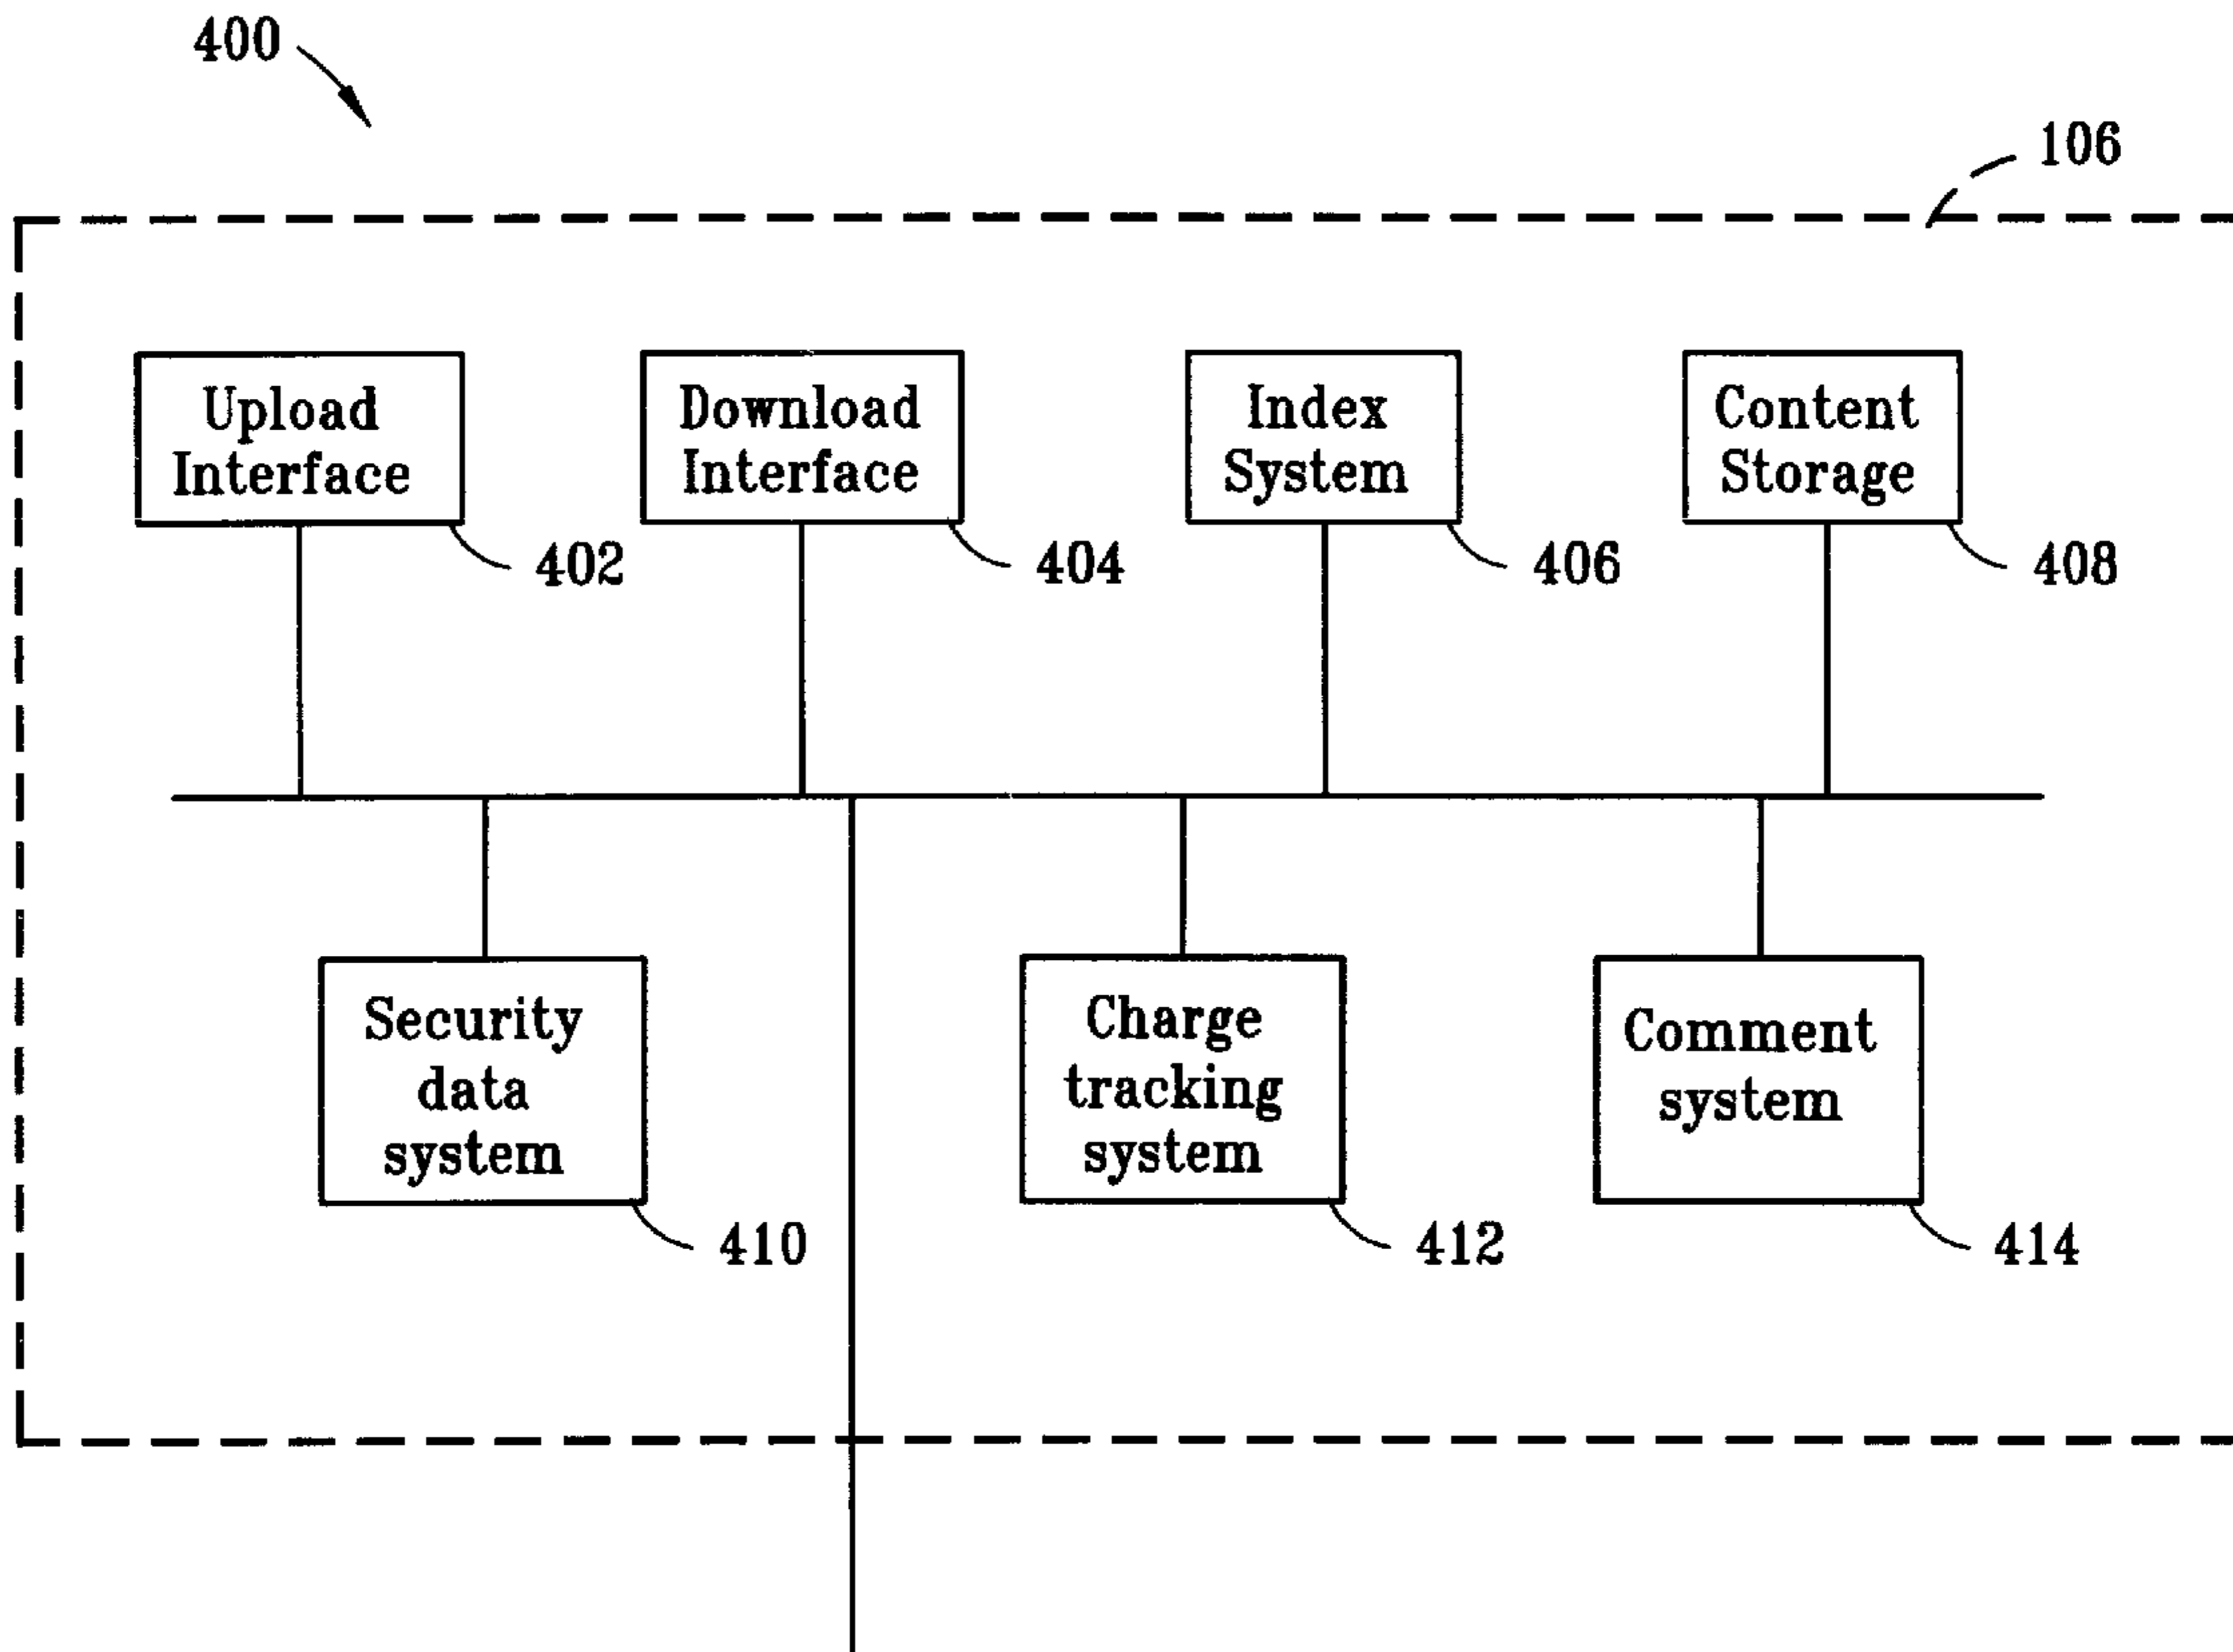 400
106
Upload
Interface
402
Download
Interface
404
Index
System
406
Content
Storage
408
Security
data
system
410
Charge
tracking
system
412
Comment
system
414